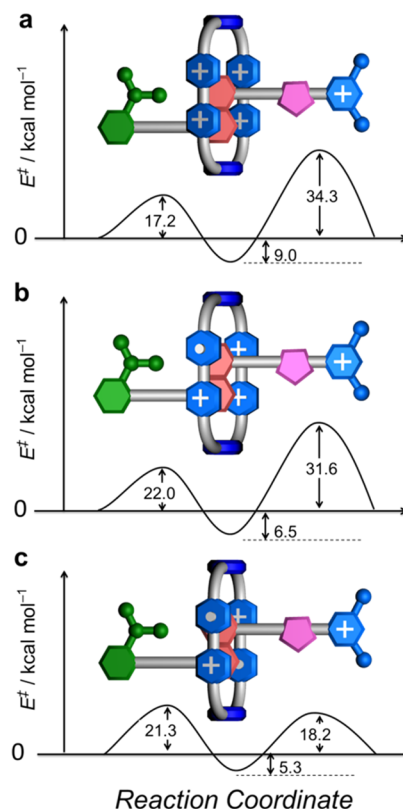 a
E‡ / kcal mol⁻¹
+ +
+ + +
17.2
34.3
0
9.0
b
E‡ / kcal mol⁻¹
+
+ + +
22.0
31.6
0
6.5
c
E‡ / kcal mol⁻¹
+
+ +
21.3
18.2
0
5.3
Reaction Coordinate